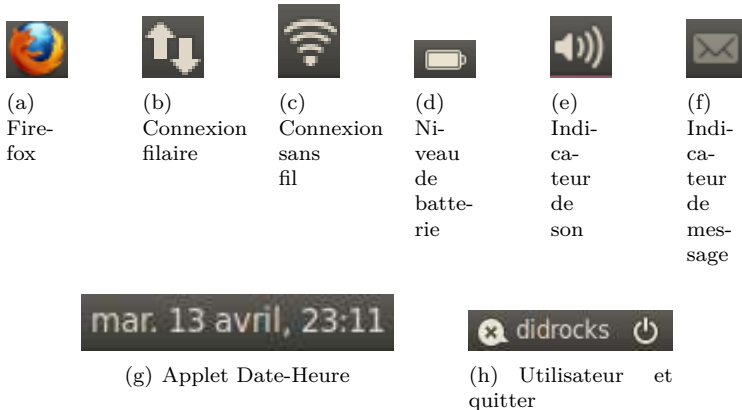 (a)
Fire-
fox
(b)
Connexion
filaire
(c)
Connexion
sans
fil
(d)
Ni-
veau
de
batte-
rie
(e)
Indi-
ca-
teur
de
son
(f)
Indi-
ca-
teur
de
mes-
sage
mar. 13 avril, 23:11
(g) Applet Date-Heure
didrocks
(h) Utilisateur et
quitter